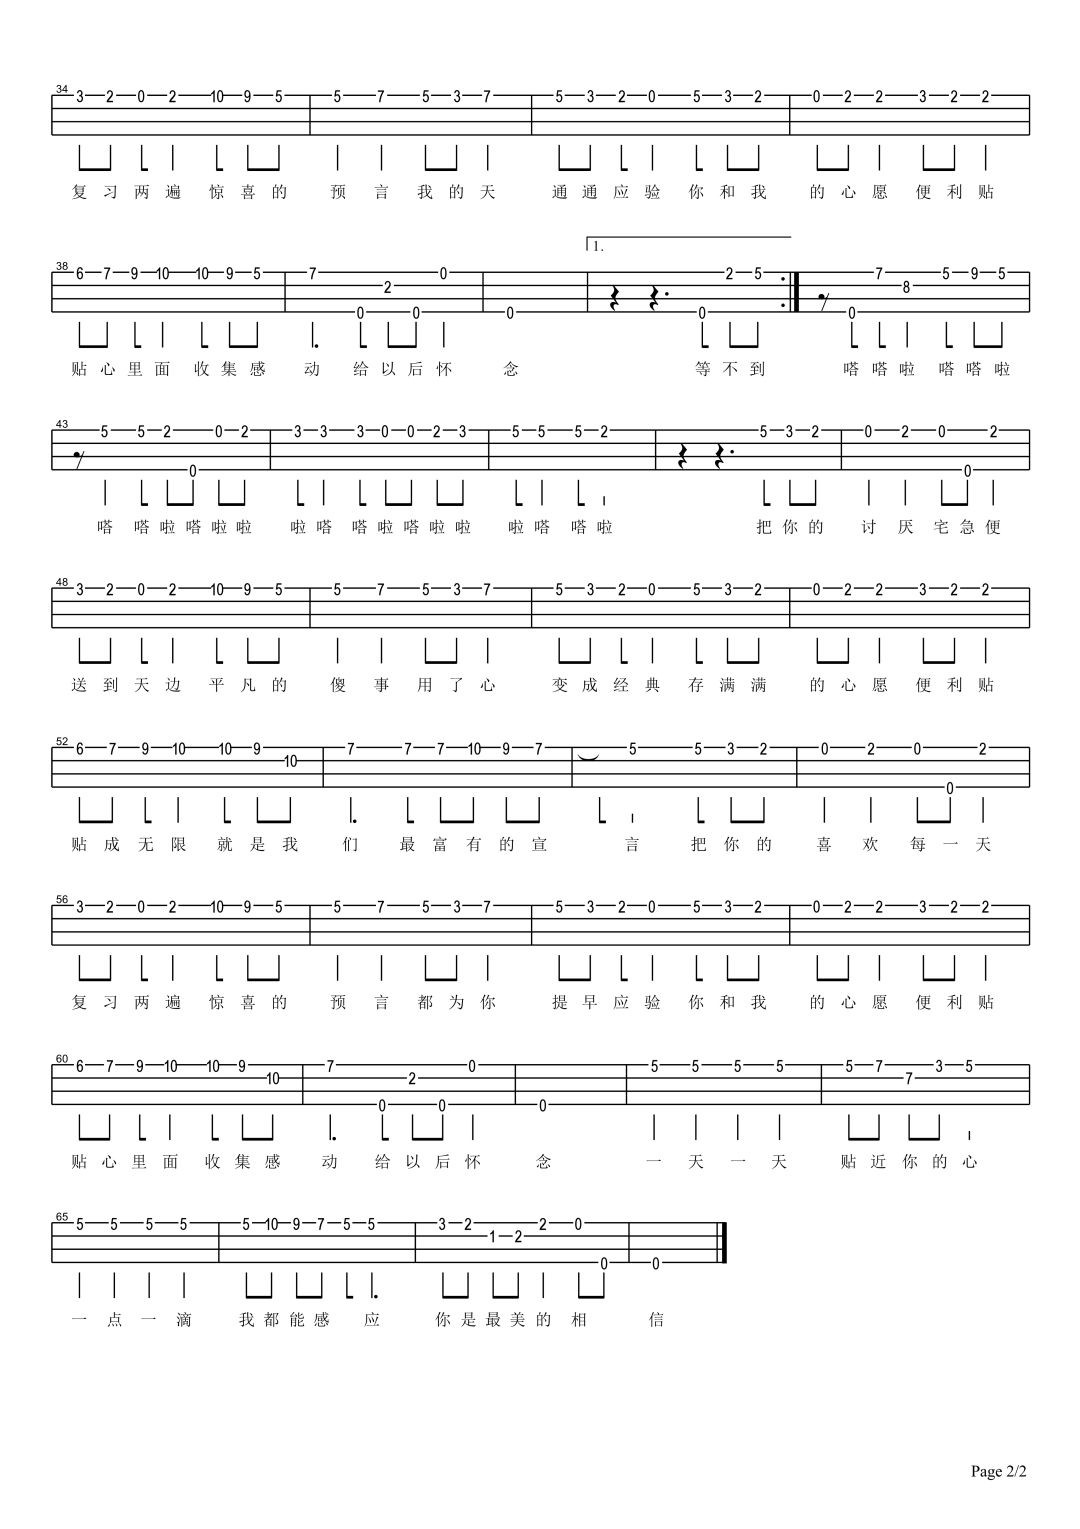 34 3 2 0 2 10 9 5 5 7 5 3 7 5 3 2 0 5 3 2 0 2 2 3 2 2
复习两遍 惊喜的 预言我的天 通通应验 你和我 的心愿 便利贴
1.
38 6 7 9 10 10 9 5 7 0 2 0 0 0 0 2 5 0 7 8 5 9 5
贴心里面 收集感 动 给以后怀 念 等不到 嗒嗒啦 嗒嗒啦
43 5 5 2 0 0 2 3 3 3 0 0 2 3 5 5 5 2 5 3 2 0 2 0 0 2
嗒 嗒啦嗒啦啦 啦嗒 嗒啦嗒啦啦 啦嗒 嗒啦 把你的 讨厌宅急便
48 3 2 0 2 10 9 5 5 7 5 3 7 5 3 2 0 5 3 2 0 2 2 3 2 2
送到天边 平凡的 傻事用了心 变成经典 存满满 的心愿 便利贴
52 6 7 9 10 10 9 10 7 7 7 10 9 7 5 5 3 2 0 2 0 0 2
贴成无限 就是我 们 最富有的宣 言 把你的 喜欢每一天
56 3 2 0 2 10 9 5 5 7 5 3 7 5 3 2 0 5 3 2 0 2 2 3 2 2
复习两遍 惊喜的 预言都为你 提早应验 你和我 的心愿 便利贴
60 6 7 9 10 10 9 10 7 0 2 0 0 0 5 5 5 5 5 7 7 3 5
贴心里面 收集感 动 给以后怀 念 一天一天 贴近你的心
65 5 5 5 5 5 10 9 7 5 5 3 2 1 2 2 0 0 0
一点一滴 我都能感 应 你是最美的相 信
Page 2/2